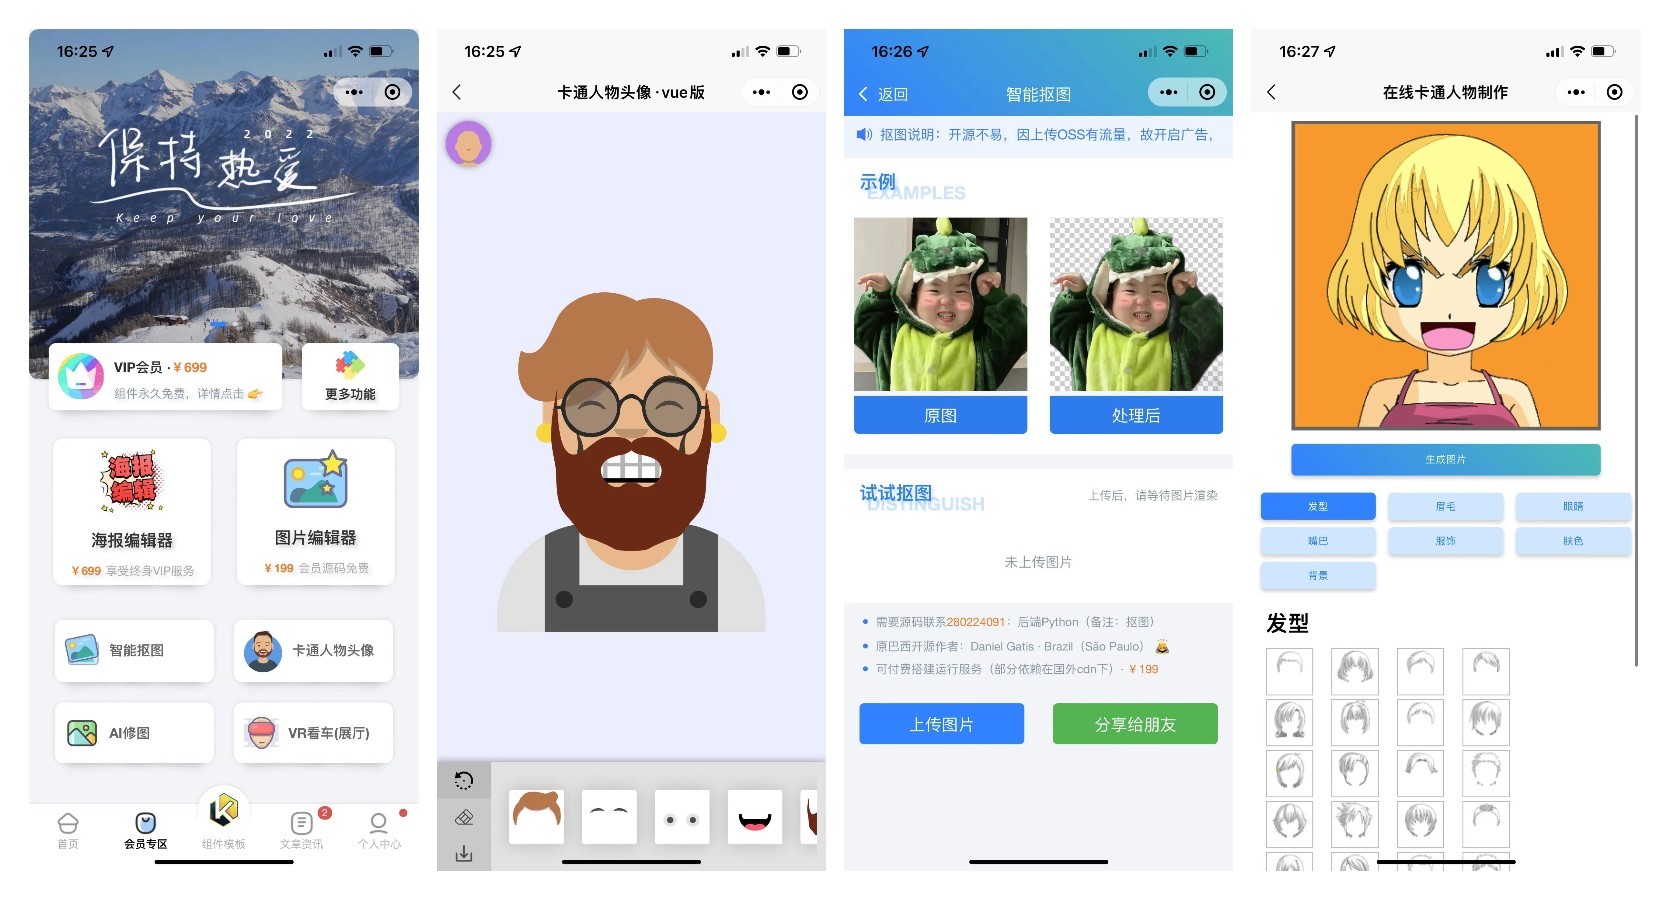 16:25
保持热爱
2022
Keep your love
VIP会员 · ¥ 699
组件永久免费，详情点击
更多功能
海报编辑
海报编辑器
¥ 699 享受终身VIP服务
图片编辑器
¥ 199 会员源码免费
智能抠图
卡通人物头像
AI修图
VR看车(展厅)
首页
会员专区
组件模板
2
文章资讯
个人中心
16:25
卡通人物头像·vue版
16:26
返回
智能抠图
抠图说明：开源不易，因上传OSS有流量，故开启广告，
示例
EXAMPLES
原图
处理后
试试抠图
DISTINGUISH
上传后，请等待图片渲染
未上传图片
需要源码联系280224091：后端Python（备注：抠图）
原巴西开源作者：Daniel Gatis · Brazil（São Paulo）
可付费搭建运行服务（部分依赖在国外cdn下）· ¥ 199
上传图片
分享给朋友
16:27
在线卡通人物制作
生成图片
发型
眉毛
眼睛
嘴巴
服饰
肤色
背景
发型